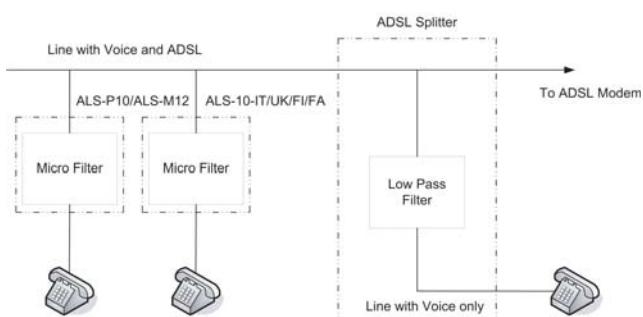 ADSL Splitter
Line with Voice and ADSL
To ADSL Modem
ALS-P10/ALS-M12
ALS-10-IT/UK/FI/FA
Micro Filter
Micro Filter
Low Pass
Filter
Line with Voice only